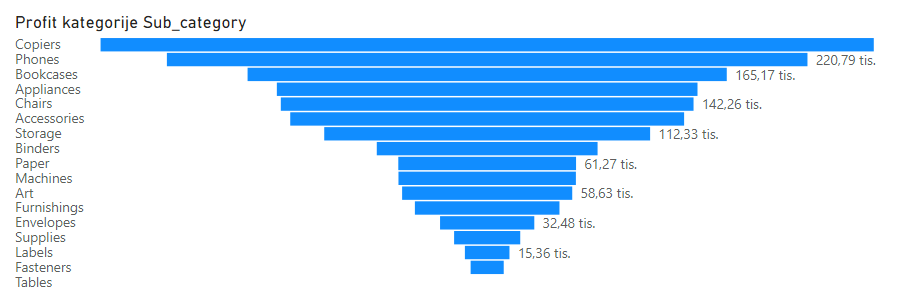 Profit kategorije Sub_category
Copiers
Phones 220,79 tis.
Bookcases 165,17 tis.
Appliances
Chairs 142,26 tis.
Accessories
Storage 112,33 tis.
Binders
Paper 61,27 tis.
Machines
Art 58,63 tis.
Furnishings
Envelopes 32,48 tis.
Supplies
Labels 15,36 tis.
Fasteners
Tables